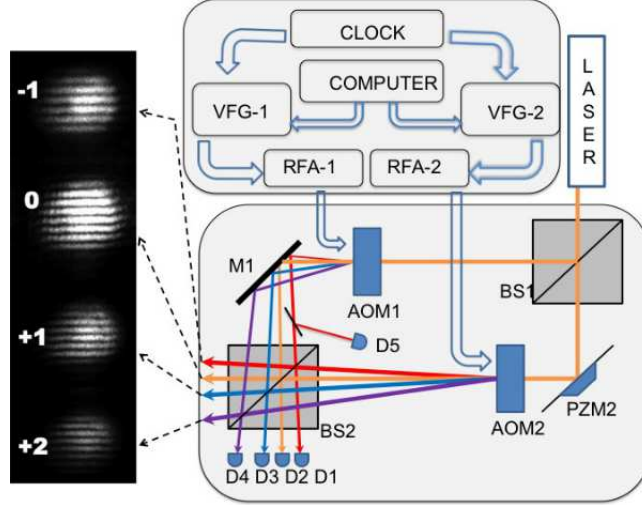 -1
0
+1
+2
CLOCK
COMPUTER
VFG-1
VFG-2
RFA-1
RFA-2
LASER
M1
AOM1
BS1
D5
BS2
AOM2
PZM2
D4 D3 D2 D1